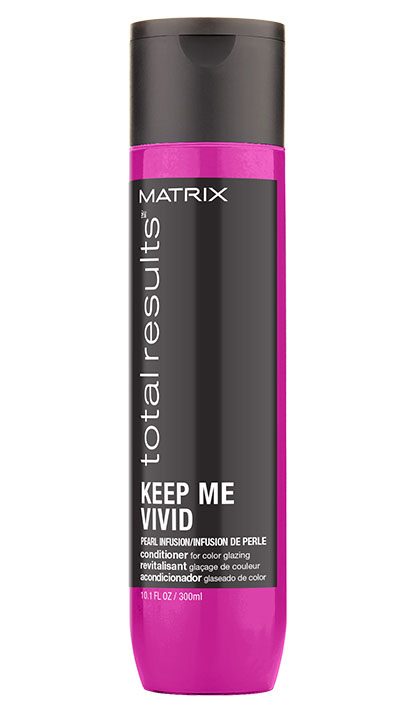 MATRIX
total results
KEEP ME
VIVID
PEARL INFUSION/INFUSION DE PERLE
conditioner for color glazing
revitalisant glaçage de couleur
acondicionador glaseado de color
10.1 FL OZ / 300ml